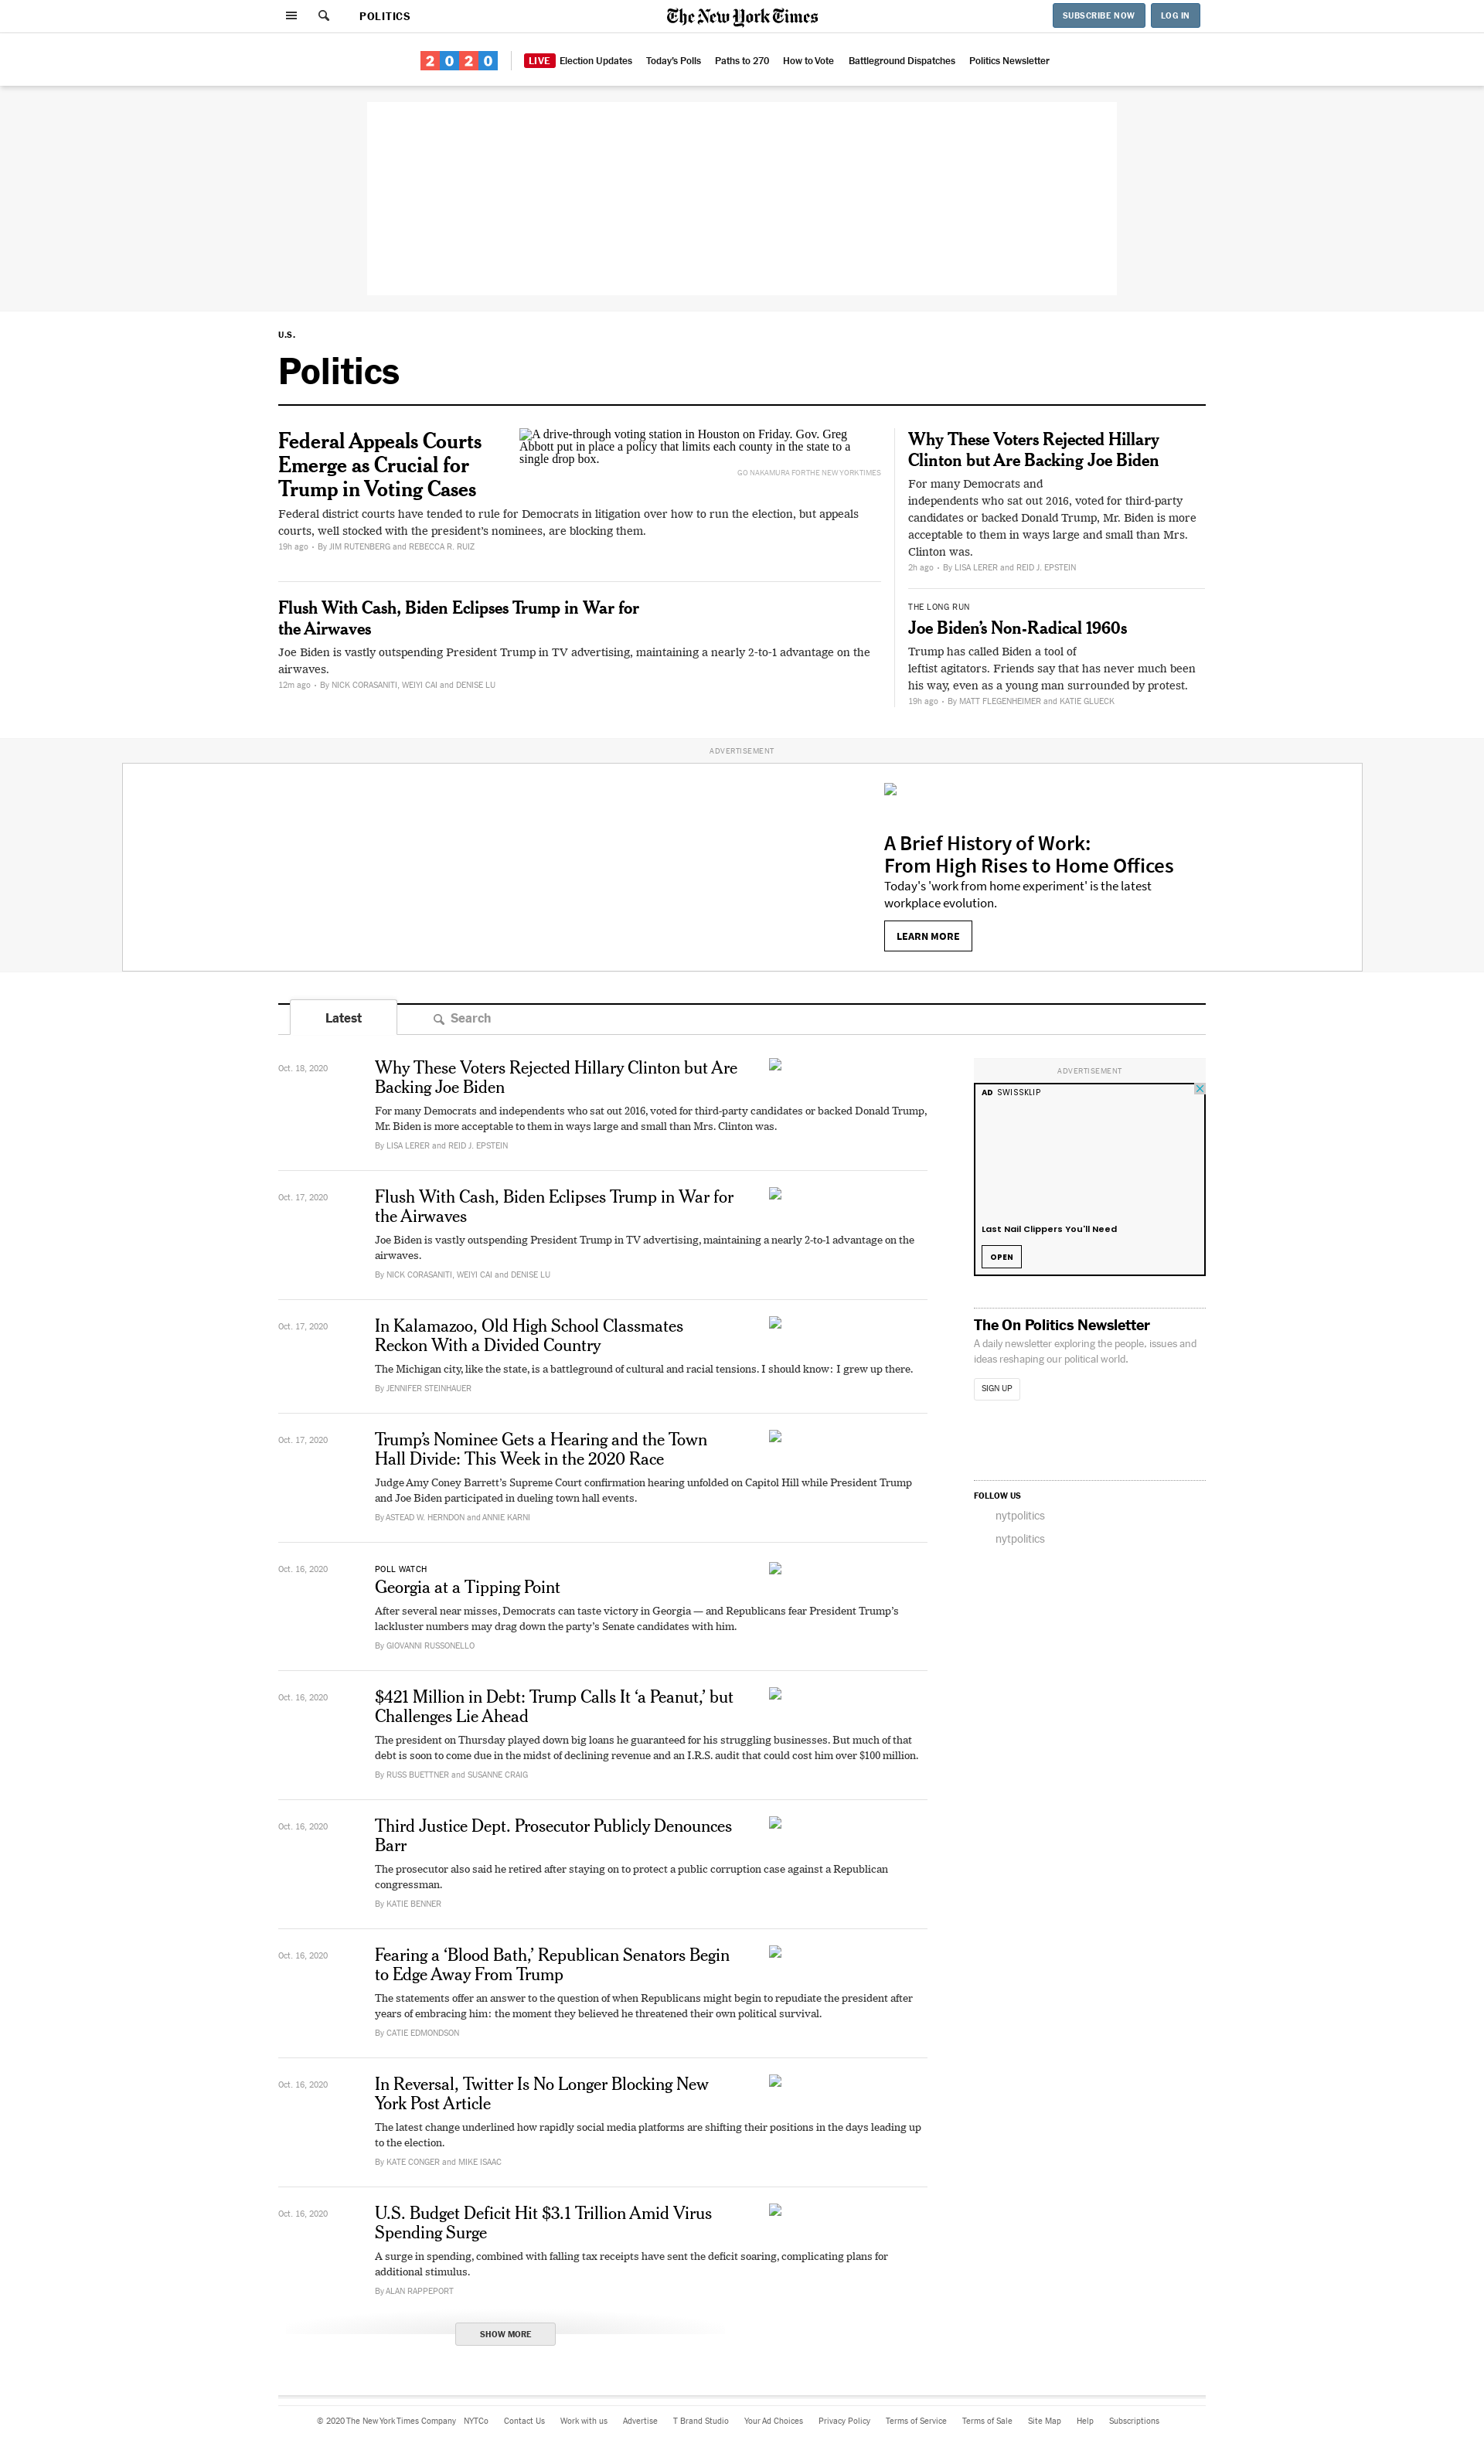 POLITICS
The New York Times
SUBSCRIBE NOW
LOG IN
2020
LIVE Election Updates
Today's Polls
Paths to 270
How to Vote
Battleground Dispatches
Politics Newsletter
U.S.
Politics
Federal Appeals Courts
Emerge as Crucial for
Trump in Voting Cases
A drive-through voting station in Houston on Friday. Gov. Greg
Abbott put in place a policy that limits each county in the state to a
single drop box.
GO NAKAMURA FOR THE NEW YORK TIMES
Federal district courts have tended to rule for Democrats in litigation over how to run the election, but appeals
courts, well stocked with the president's nominees, are blocking them.
19h ago • By JIM RUTENBERG and REBECCA R. RUIZ
Flush With Cash, Biden Eclipses Trump in War for
the Airwaves
Joe Biden is vastly outspending President Trump in TV advertising, maintaining a nearly 2-to-1 advantage on the
airwaves.
12m ago • By NICK CORASANITI, WEIYI CAI and DENISE LU
Why These Voters Rejected Hillary
Clinton but Are Backing Joe Biden
For many Democrats and
independents who sat out 2016, voted for third-party
candidates or backed Donald Trump, Mr. Biden is more
acceptable to them in ways large and small than Mrs.
Clinton was.
2h ago • By LISA LERER and REID J. EPSTEIN
THE LONG RUN
Joe Biden’s Non-Radical 1960s
Trump has called Biden a tool of
leftist agitators. Friends say that has never much been
his way, even as a young man surrounded by protest.
19h ago • By MATT FLEGENHEIMER and KATIE GLUECK
ADVERTISEMENT
A Brief History of Work:
From High Rises to Home Offices
Today's 'work from home experiment' is the latest
workplace evolution.
LEARN MORE
Latest
Search
Oct. 18, 2020
Why These Voters Rejected Hillary Clinton but Are
Backing Joe Biden
For many Democrats and independents who sat out 2016, voted for third-party candidates or backed Donald Trump,
Mr. Biden is more acceptable to them in ways large and small than Mrs. Clinton was.
By LISA LERER and REID J. EPSTEIN
Oct. 17, 2020
Flush With Cash, Biden Eclipses Trump in War for
the Airwaves
Joe Biden is vastly outspending President Trump in TV advertising, maintaining a nearly 2-to-1 advantage on the
airwaves.
By NICK CORASANITI, WEIYI CAI and DENISE LU
Oct. 17, 2020
In Kalamazoo, Old High School Classmates
Reckon With a Divided Country
The Michigan city, like the state, is a battleground of cultural and racial tensions. I should know: I grew up there.
By JENNIFER STEINHAUER
Oct. 17, 2020
Trump’s Nominee Gets a Hearing and the Town
Hall Divide: This Week in the 2020 Race
Judge Amy Coney Barrett’s Supreme Court confirmation hearing unfolded on Capitol Hill while President Trump
and Joe Biden participated in dueling town hall events.
By ASTEAD W. HERNDON and ANNIE KARNI
Oct. 16, 2020
POLL WATCH
Georgia at a Tipping Point
After several near misses, Democrats can taste victory in Georgia — and Republicans fear President Trump’s
lackluster numbers may drag down the party’s Senate candidates with him.
By GIOVANNI RUSSONELLO
Oct. 16, 2020
$421 Million in Debt: Trump Calls It ‘a Peanut,’ but
Challenges Lie Ahead
The president on Thursday played down big loans he guaranteed for his struggling businesses. But much of that
debt is soon to come due in the midst of declining revenue and an I.R.S. audit that could cost him over $100 million.
By RUSS BUETTNER and SUSANNE CRAIG
Oct. 16, 2020
Third Justice Dept. Prosecutor Publicly Denounces
Barr
The prosecutor also said he retired after staying on to protect a public corruption case against a Republican
congressman.
By KATIE BENNER
Oct. 16, 2020
Fearing a ‘Blood Bath,’ Republican Senators Begin
to Edge Away From Trump
The statements offer an answer to the question of when Republicans might begin to repudiate the president after
years of embracing him: the moment they believed he threatened their own political survival.
By CATIE EDMONDSON
Oct. 16, 2020
In Reversal, Twitter Is No Longer Blocking New
York Post Article
The latest change underlined how rapidly social media platforms are shifting their positions in the days leading up
to the election.
By KATE CONGER and MIKE ISAAC
Oct. 16, 2020
U.S. Budget Deficit Hit $3.1 Trillion Amid Virus
Spending Surge
A surge in spending, combined with falling tax receipts have sent the deficit soaring, complicating plans for
additional stimulus.
By ALAN RAPPEPORT
SHOW MORE
ADVERTISEMENT
AD SWISSKLIP
Last Nail Clippers You'll Need
OPEN
The On Politics Newsletter
A daily newsletter exploring the people, issues and
ideas reshaping our political world.
SIGN UP
FOLLOW US
nytpolitics
nytpolitics
© 2020 The New York Times Company
NYTCo
Contact Us
Work with us
Advertise
T Brand Studio
Your Ad Choices
Privacy Policy
Terms of Service
Terms of Sale
Site Map
Help
Subscriptions